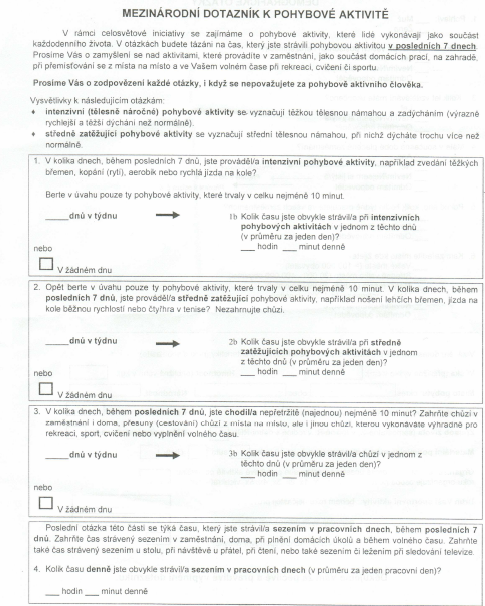 MEZINÁRODNÍ DOTAZNÍK K POHYBOVÉ AKTIVITĚ
V rámci celosvětové iniciativy se zajímáme o pohybové aktivity, které lidé vykonávají jako součást
každodenního života. V otázkách budete tázáni na čas, který jste strávili pohybovou aktivitou v posledních 7 dnech.
Prosíme Vás o zamyšlení se nad aktivitami, které provádíte v zaměstnání, jako součást domácích prací, na zahradě,
při přemísťování se z místa na místo a ve Vašem volném čase při rekreaci, cvičení či sportu.
Prosíme Vás o zodpovězení každé otázky, i když se nepovažujete za pohybově aktivního člověka.
Vysvětlivky k následujícím otázkám:
♦ intenzivní (tělesně náročné) pohybové aktivity se vyznačují těžkou tělesnou námahou a zadýcháním (výrazně
rychlejší a těžší dýchání než normálně).
♦ středně zatěžující pohybové aktivity se vyznačují střední tělesnou námahou, při nichž dýcháte trochu více než
normálně.
1. V kolika dnech, během posledních 7 dnů, jste prováděl/a intenzivní pohybové aktivity, například zvedání těžkých
břemen, kopání (rytí), aerobik nebo rychlá jízda na kole?
Berte v úvahu pouze ty pohybové aktivity, které trvaly v celku nejméně 10 minut.
_____dnů v týdnu → 1b Kolik času jste obvykle strávil/a při intenzivních
pohybových aktivitách v jednom z těchto dnů
(v průměru za jeden den)?
___ hodin ___ minut denně
nebo
V žádném dnu
2. Opět berte v úvahu pouze ty pohybové aktivity, které trvaly v celku nejméně 10 minut. V kolika dnech, během
posledních 7 dnů, jste prováděl/a středně zatěžující pohybové aktivity, například nošení lehčích břemen, jízda na
kole běžnou rychlostí nebo čtyřhra v tenise? Nezahrnujte chůzi.
_____dnů v týdnu → 2b Kolik času jste obvykle strávil/a při středně
zatěžujících pohybových aktivitách v jednom
z těchto dnů (v průměru za jeden den)?
___ hodin ___ minut denně
nebo
V žádném dnu
3. V kolika dnech, během posledních 7 dnů, jste chodil/a nepřetržitě (najednou) nejméně 10 minut? Zahrňte chůzi v
zaměstnání i doma, přesuny (cestování) chůzí z místa na místo, ale i jinou chůzi, kterou vykonáváte výhradně pro
rekreaci, sport, cvičení nebo vyplnění volného času.
_____dnů v týdnu → 3b Kolik času jste obvykle strávil/a chůzí v jednom z
těchto dnů (v průměru za jeden den)?
___ hodin ___ minut denně
nebo
V žádném dnu
Poslední otázka této části se týká času, který jste strávil/a sezením v pracovních dnech, během posledních 7
dnů. Zahrňte čas strávený sezením v zaměstnání, doma, při plnění domácích úkolů a během volného času. Zahrňte
také čas strávený sezením u stolu, při návštěvě u přátel, při čtení, nebo také sezením či ležením při sledování televize.
4. Kolik času denně jste obvykle strávil/a sezením v pracovních dnech (v průměru za jeden pracovní den)?
___ hodin ___ minut denně